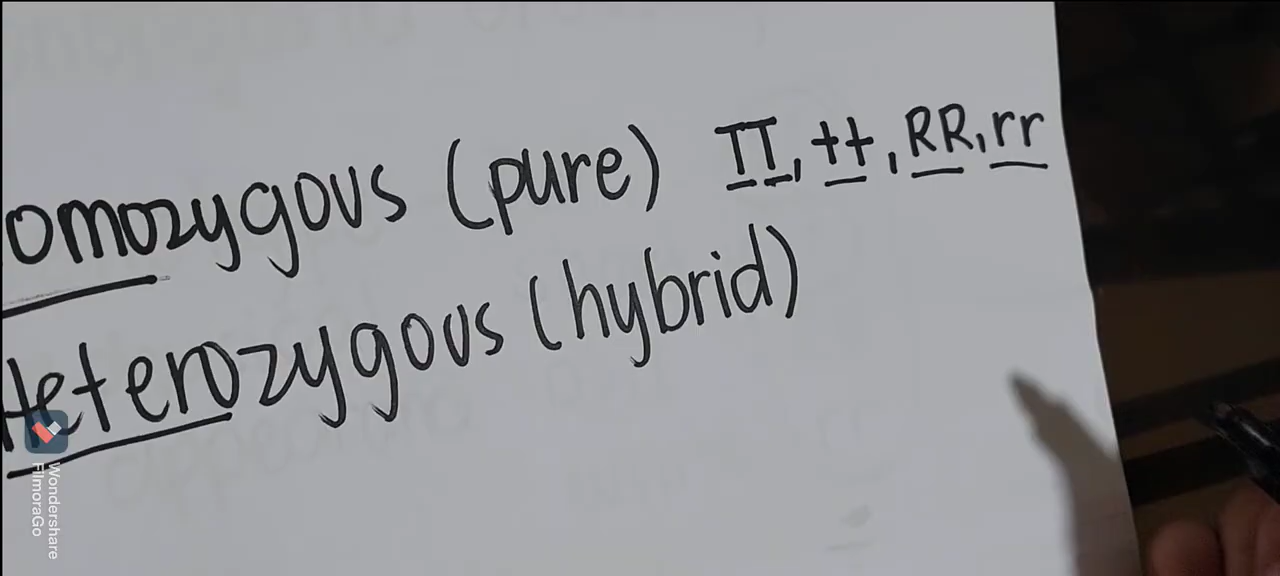 omozygous (pure) TT, tt, RR, rr
Heterozygous (hybrid)
Wondershare
FilmoraGo